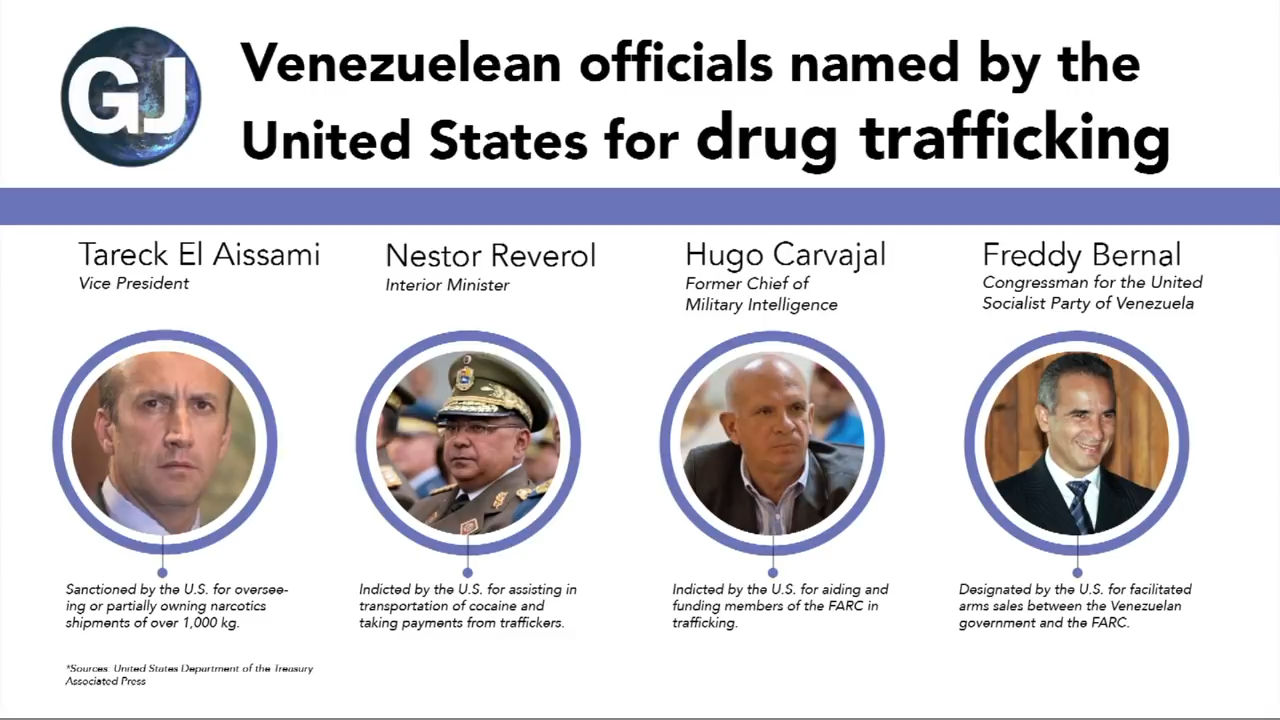 GJ
Venezuelean officials named by the
United States for drug trafficking
Tareck El Aissami
Vice President
Nestor Reverol
Interior Minister
Hugo Carvajal
Former Chief of
Military Intelligence
Freddy Bernal
Congressman for the United
Socialist Party of Venezuela
Sanctioned by the U.S. for oversee-
ing or partially owning narcotics
shipments of over 1,000 kg.
Indicted by the U.S. for assisting in
transportation of cocaine and
taking payments from traffickers.
Indicted by the U.S. for aiding and
funding members of the FARC in
trafficking.
Designated by the U.S. for facilitated
arms sales between the Venezuelan
government and the FARC.
*Sources: United States Department of the Treasury
Associated Press